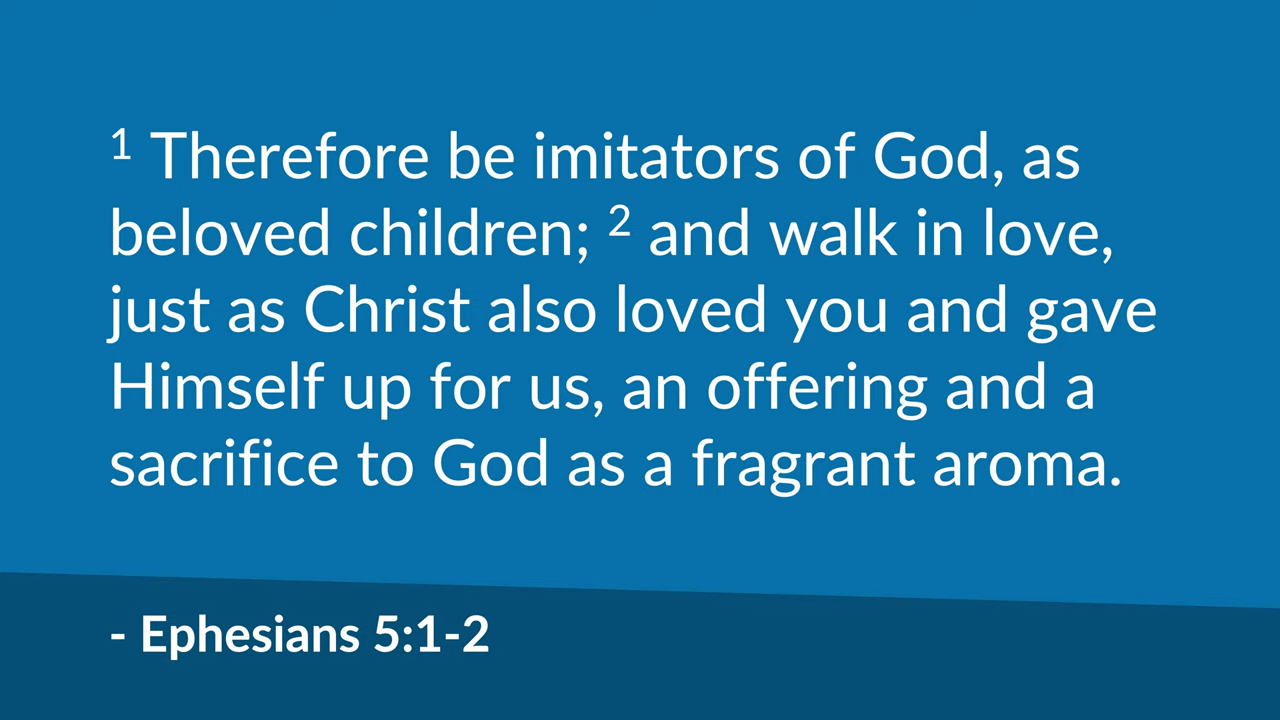 ¹ Therefore be imitators of God, as
beloved children; ² and walk in love,
just as Christ also loved you and gave
Himself up for us, an offering and a
sacrifice to God as a fragrant aroma.
- Ephesians 5:1-2